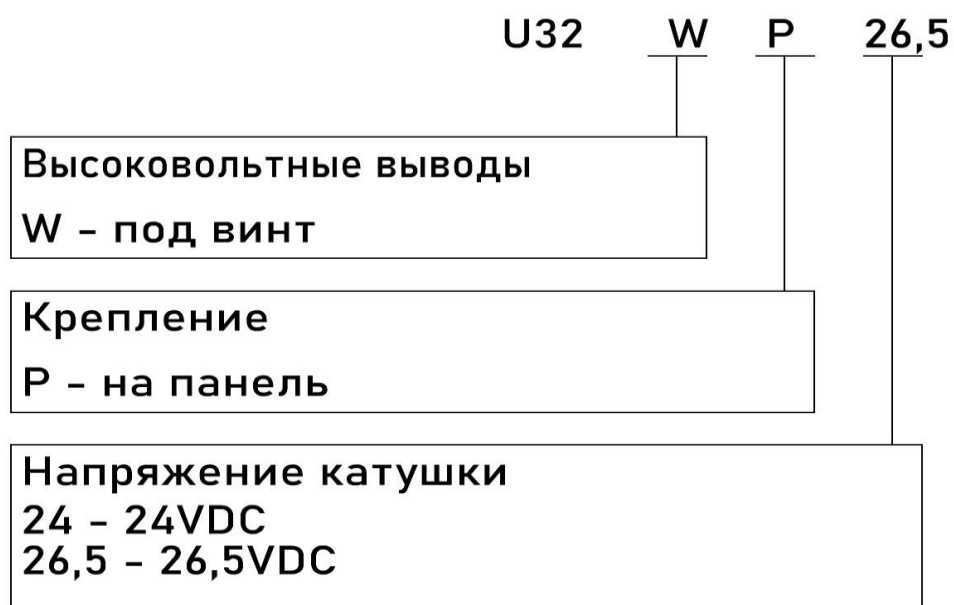 U32 W P 26,5
Высоковольтные выводы
W – под винт
Крепление
P – на панель
Напряжение катушки
24 – 24VDC
26,5 – 26,5VDC